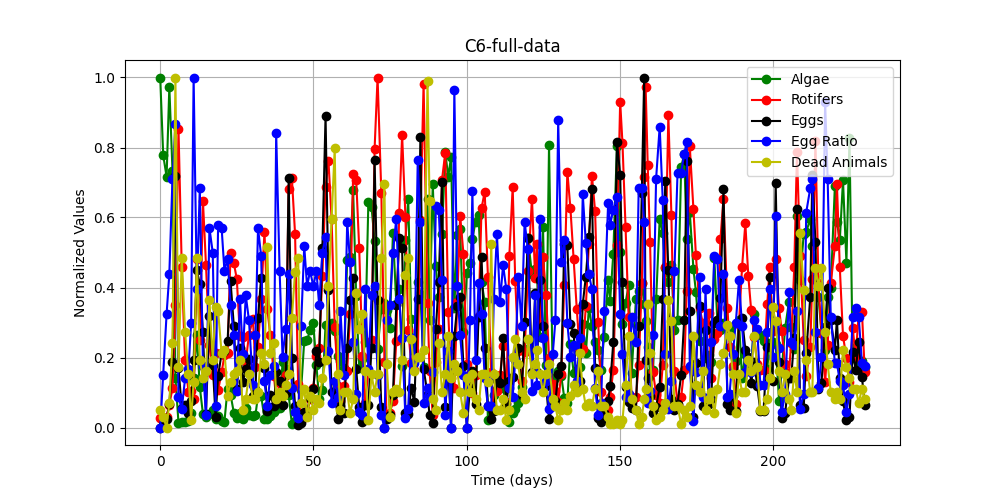 C6-full-data
Normalized Values
1.0
0.8
0.6
0.4
0.2
0.0
0
50
100
150
200
Time (days)
Algae
Rotifers
Eggs
Egg Ratio
Dead Animals